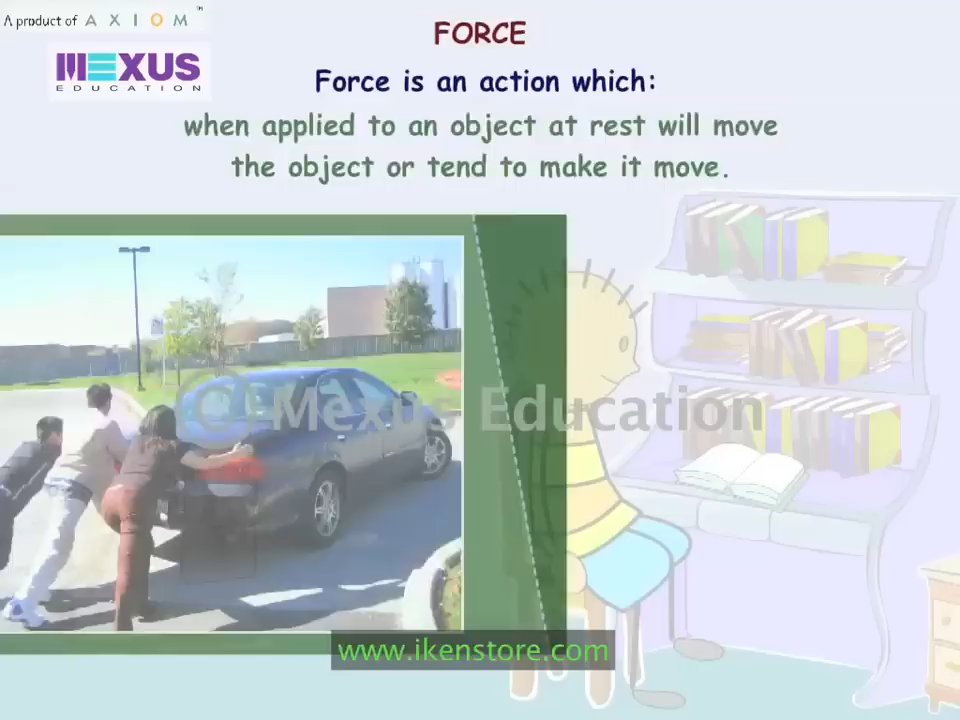 A product of AXIOM™
MEXUS
EDUCATION
FORCE
Force is an action which:
when applied to an object at rest will move
the object or tend to make it move.
©Mexus Education
www.ikenstore.com